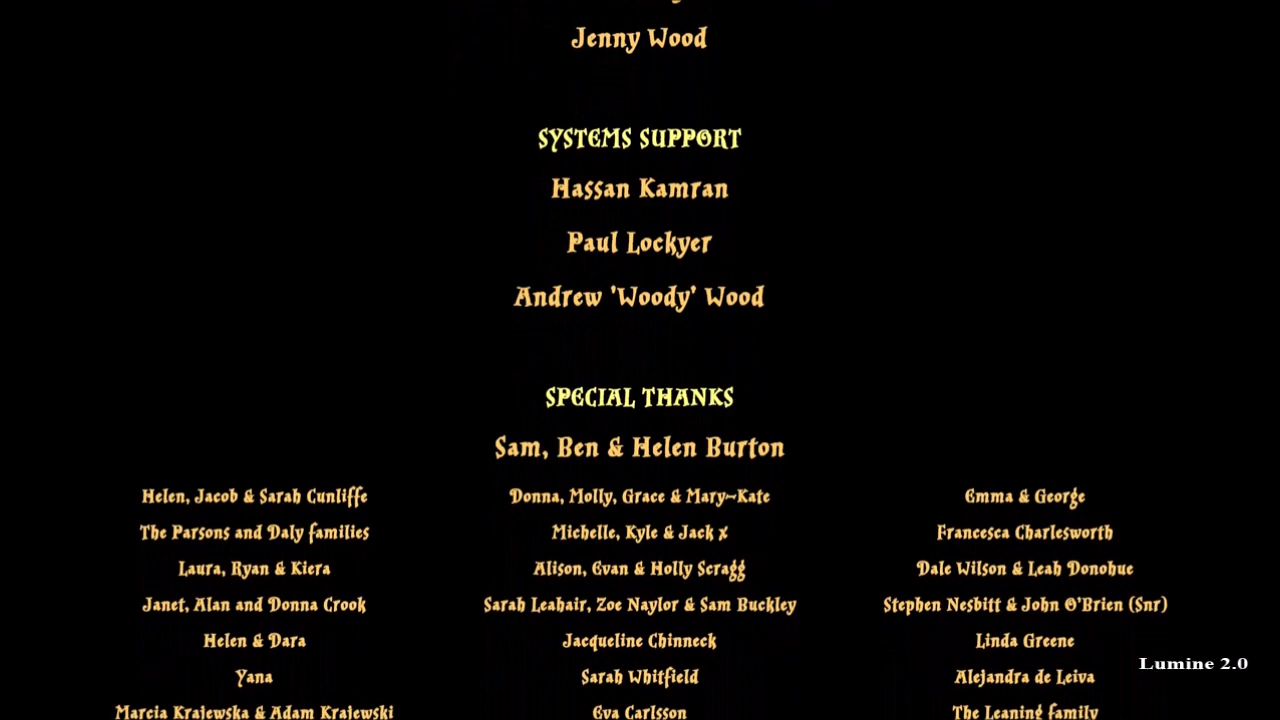 Jenny Wood
SYSTEMS SUPPORT
Hassan Kamran
Paul Lockyer
Andrew 'Woody' Wood
SPECIAL THANKS
Sam, Ben & Helen Burton
Helen, Jacob & Sarah Cunliffe
Donna, Molly, Grace & Mary~Kate
Emma & George
The Parsons and Daly families
Michelle, Kyle & Jack x
Francesca Charlesworth
Laura, Ryan & Kiera
Alison, Evan & Holly Scragg
Dale Wilson & Leah Donohue
Janet, Alan and Donna Crook
Sarah Leahair, Zoe Naylor & Sam Buckley
Stephen Nesbitt & John O'Brien (Snr)
Helen & Dara
Jacqueline Chinneck
Linda Greene
Yana
Sarah Whitfield
Alejandra de Leiva
Lumine 2.0
Marcia Krajewska & Adam Krajewski
Eva Carlsson
The Leaning family